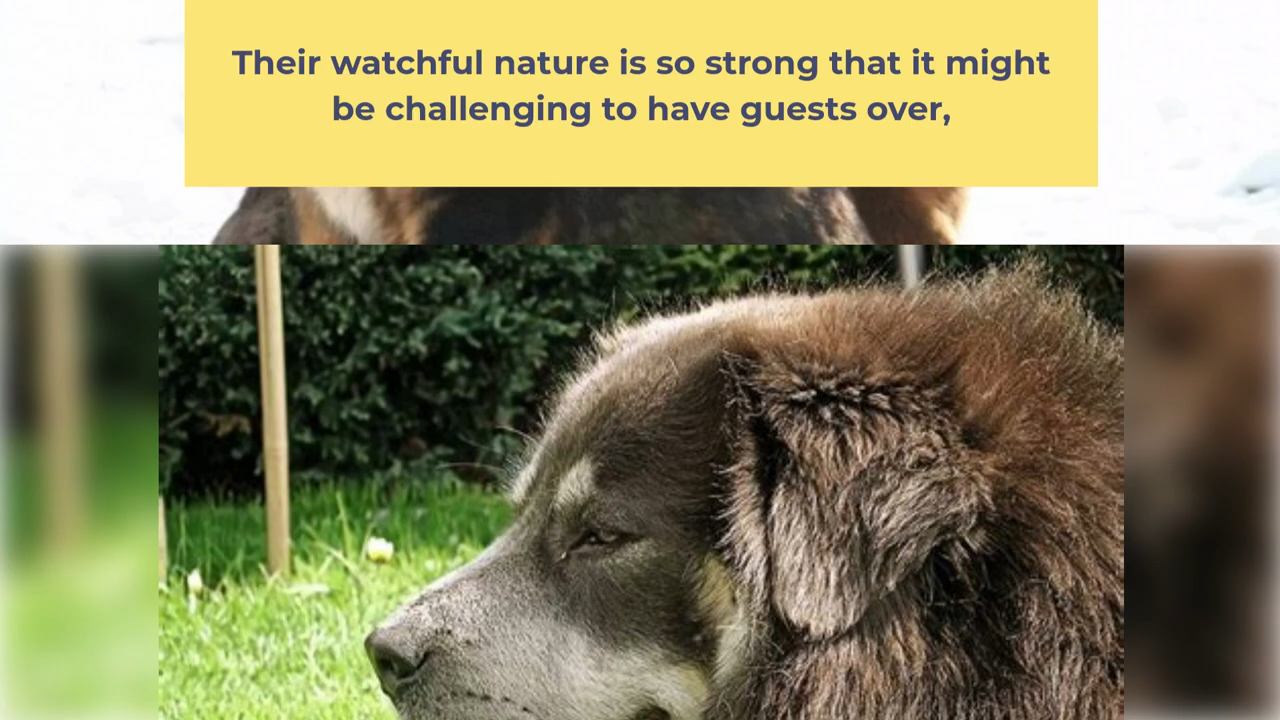 Their watchful nature is so strong that it might
be challenging to have guests over,